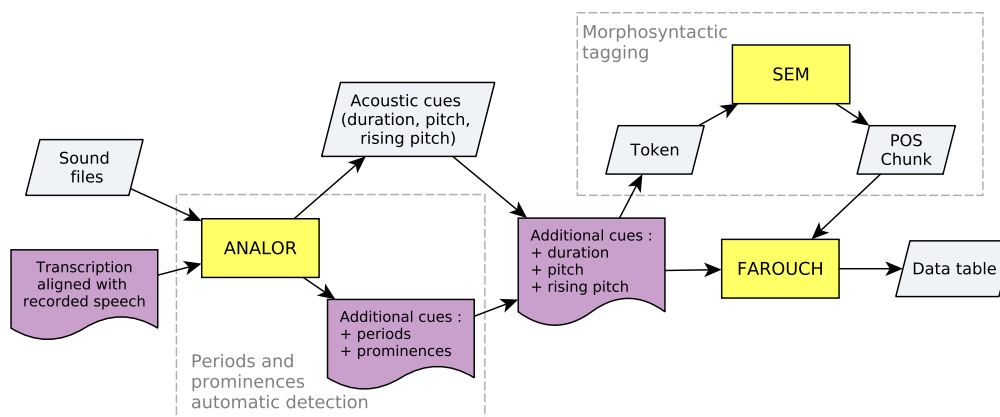 Morphosyntactic
tagging
SEM
Acoustic cues
(duration, pitch,
rising pitch)
Sound
files
Token
POS
Chunk
ANALOR
Transcription
aligned with
recorded speech
Additional cues :
+ duration
+ pitch
+ rising pitch
FAROUCH
Data table
Additional cues :
+ periods
+ prominences
Periods and
prominences
automatic detection